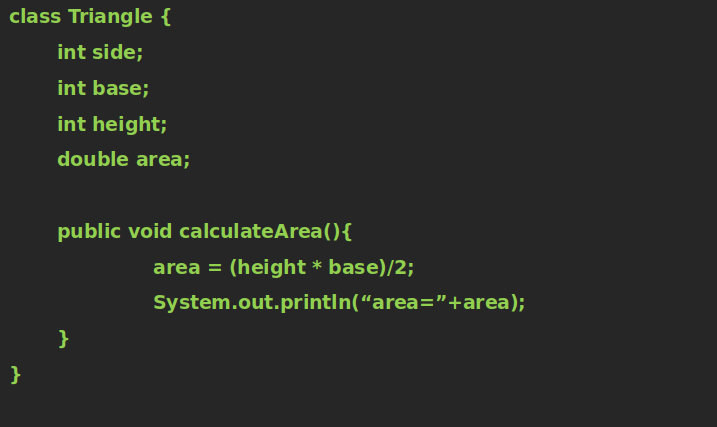 class Triangle {
int side;
int base;
int height;
double area;
public void calculateArea(){
area = (height * base)/2;
System.out.println(“area=”+area);
}
}